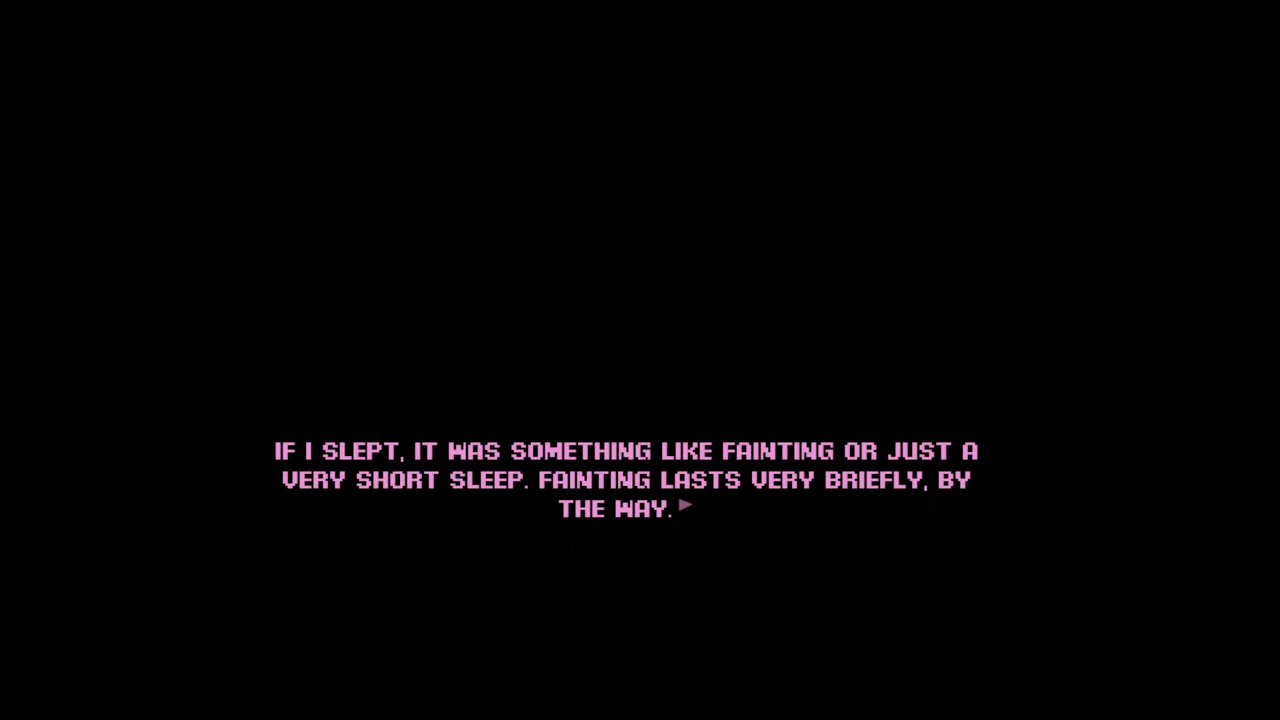 IF I SLEPT, IT WAS SOMETHING LIKE FAINTING OR JUST A
VERY SHORT SLEEP. FAINTING LASTS VERY BRIEFLY, BY
THE WAY.